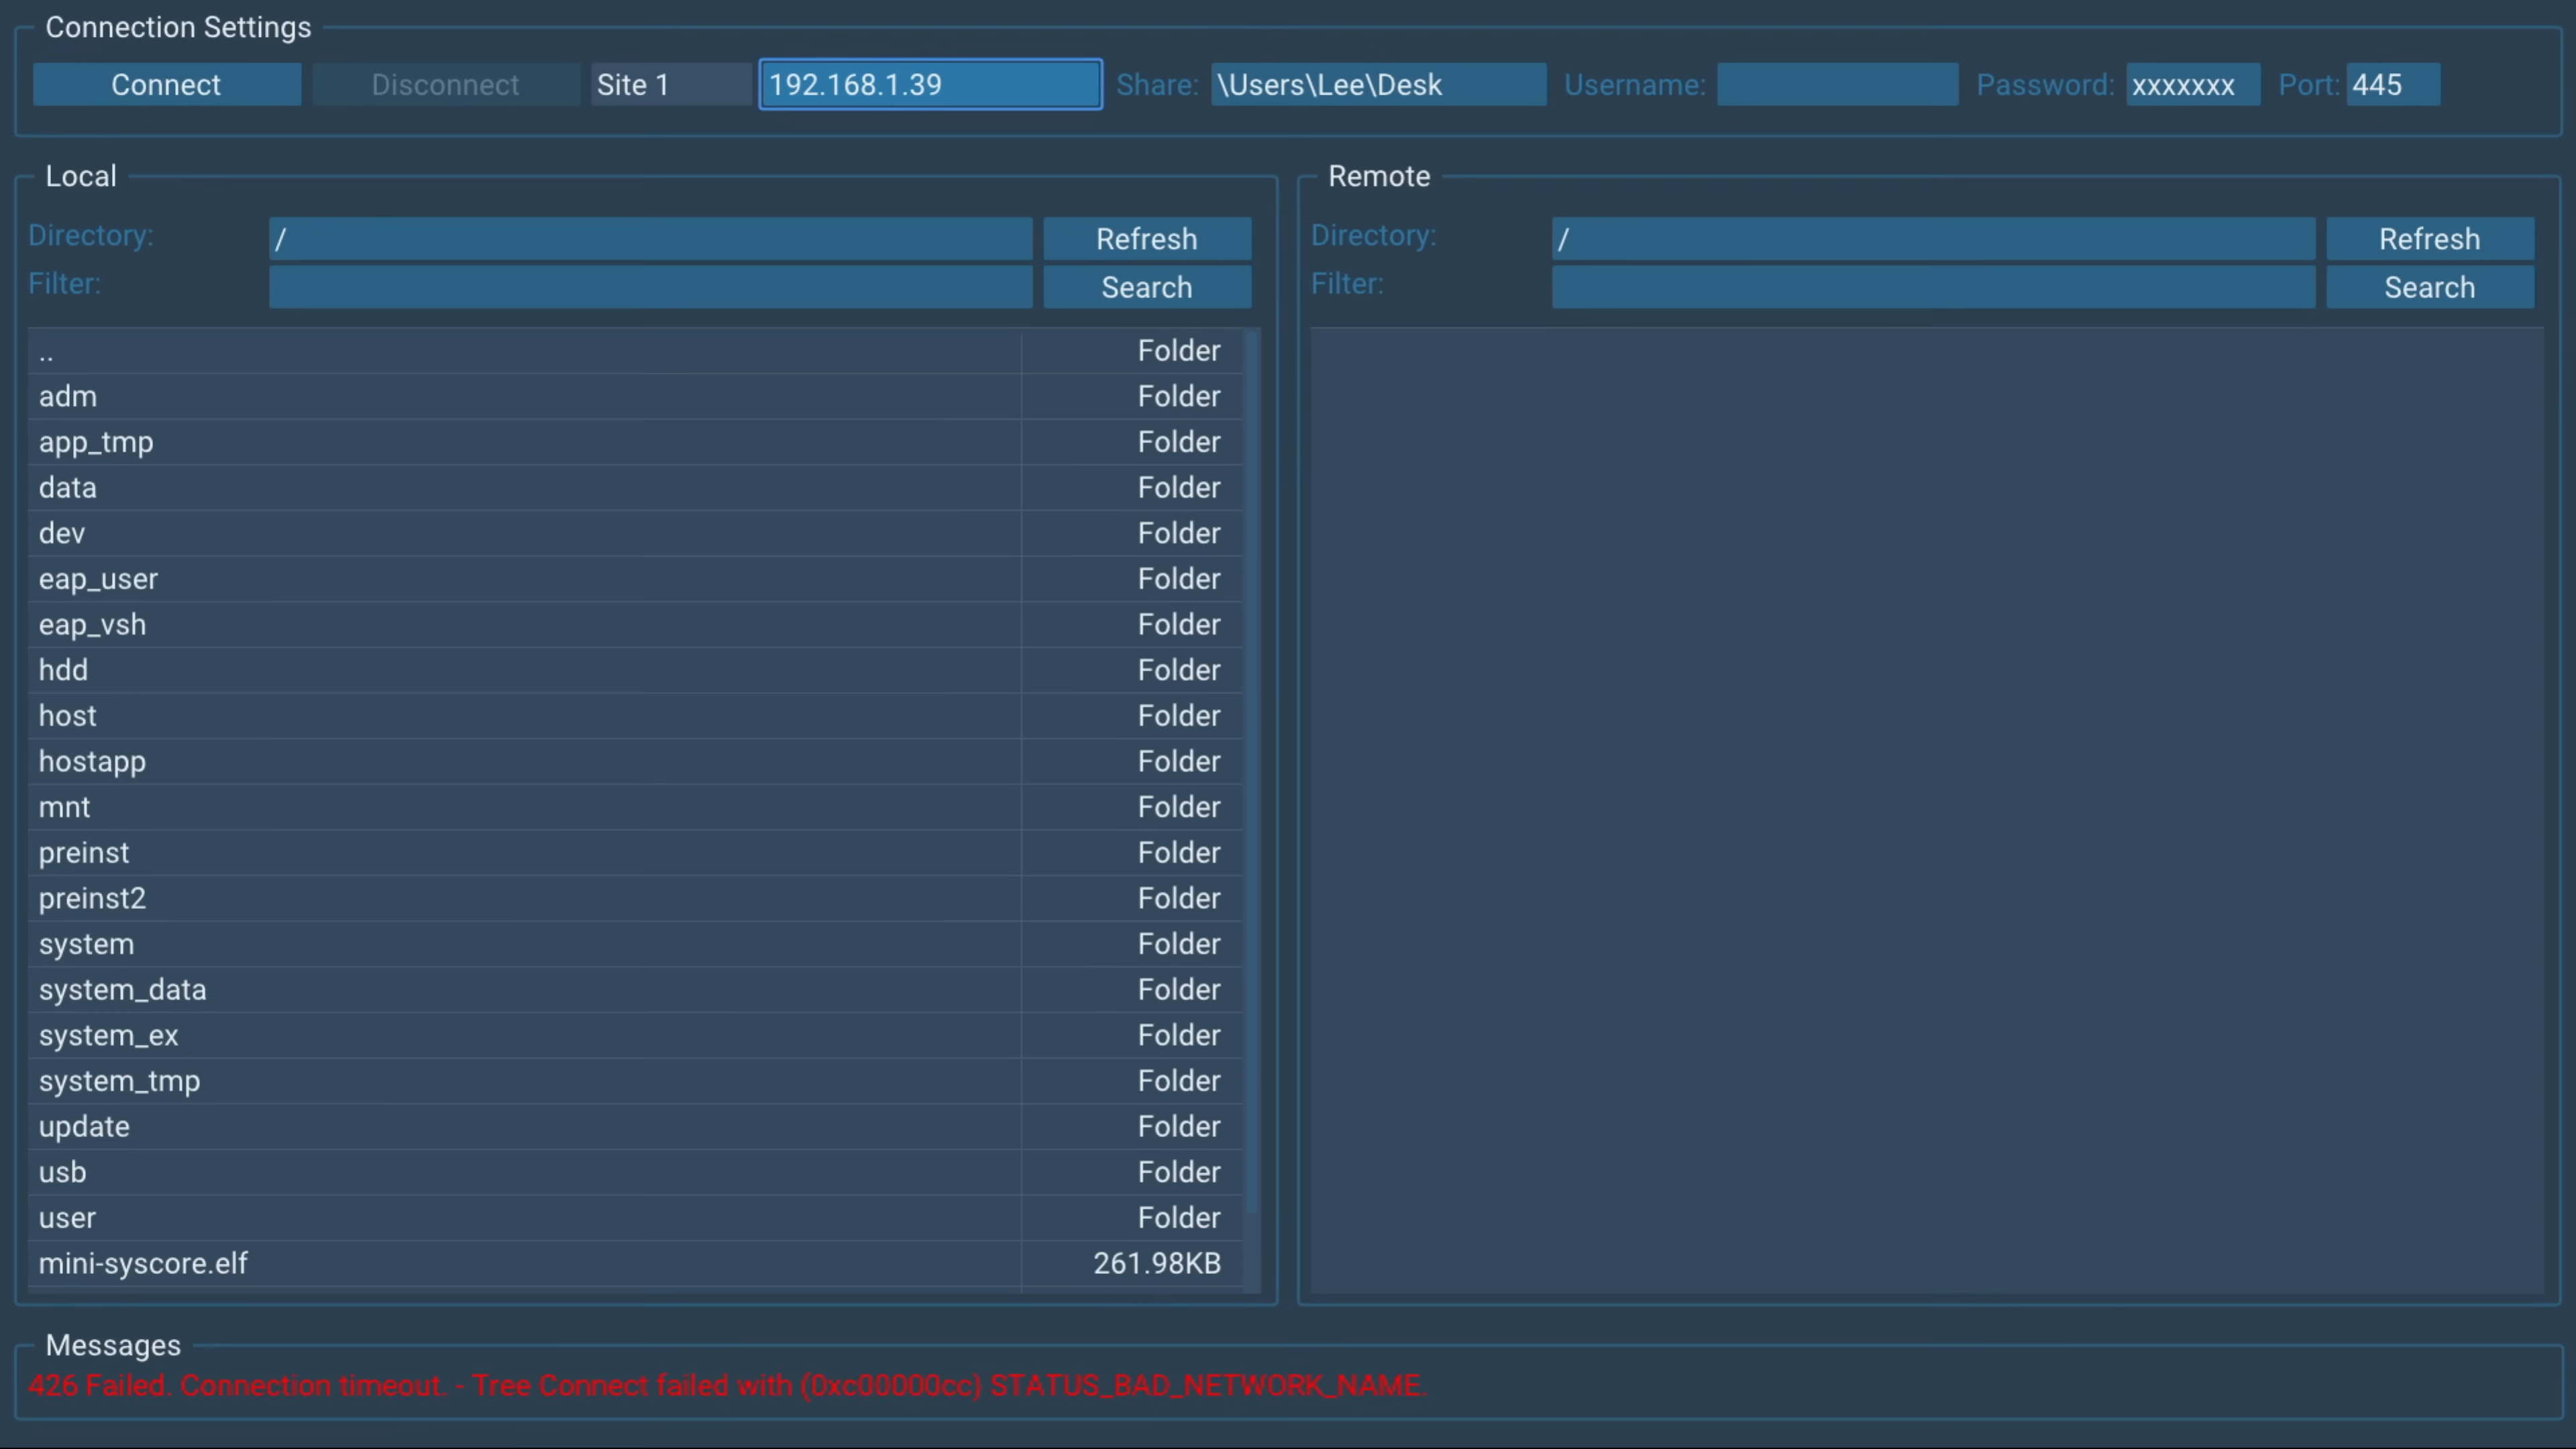 Connection Settings
Connect Disconnect Site 1 192.168.1.39 Share: \Users\Lee\Desk Username: Password: xxxxxxx Port: 445
Local
Directory: / Refresh
Filter: Search
.. Folder
adm Folder
app_tmp Folder
data Folder
dev Folder
eap_user Folder
eap_vsh Folder
hdd Folder
host Folder
hostapp Folder
mnt Folder
preinst Folder
preinst2 Folder
system Folder
system_data Folder
system_ex Folder
system_tmp Folder
update Folder
usb Folder
user Folder
mini-syscore.elf 261.98KB
Remote
Directory: / Refresh
Filter: Search
Messages
426 Failed. Connection timeout. - Tree Connect failed with (0xc00000cc) STATUS_BAD_NETWORK_NAME.